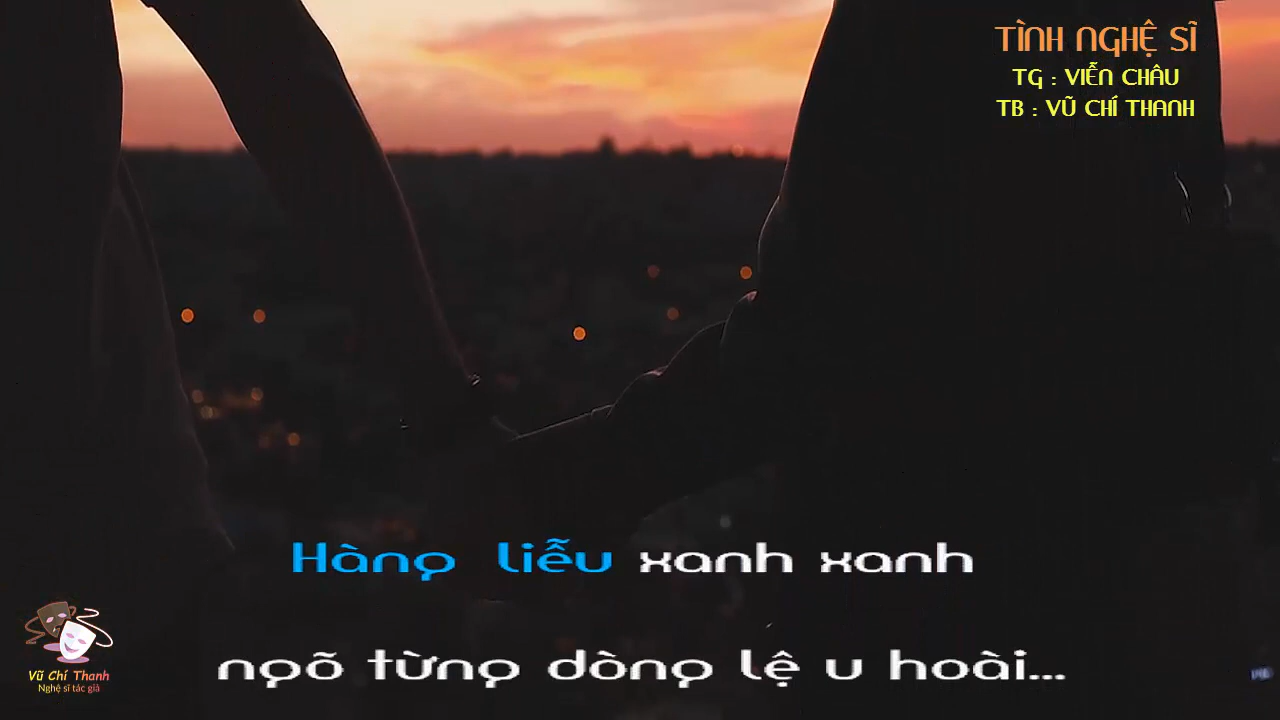 TÌNH NGHỆ SĨ
TG : VIỄN CHÂU
TB : VŨ CHÍ THANH
Hàng liễu xanh xanh
ngõ từng dòng lệ u hoài...
Vũ Chí Thanh
Nghệ sĩ tác giả